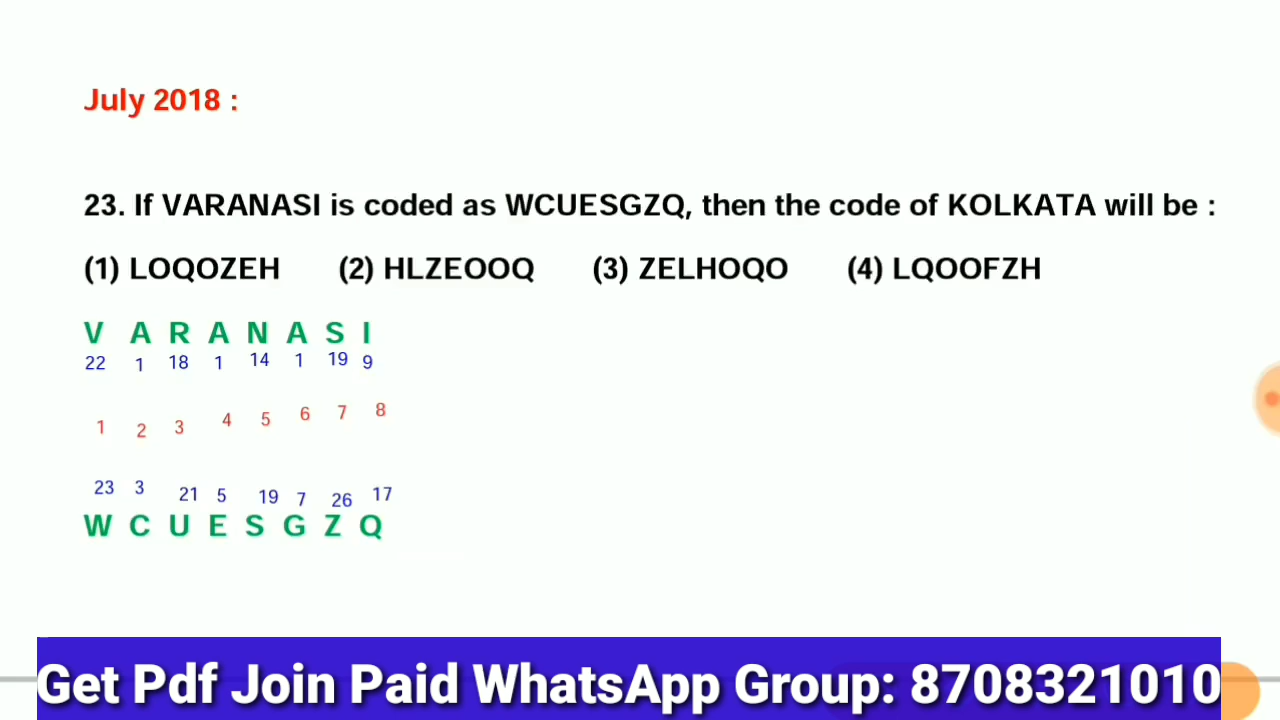 July 2018 :
23. If VARANASI is coded as WCUESGZQ, then the code of KOLKATA will be :
(1) LOQOZEH (2) HLZEOOQ (3) ZELHOQO (4) LQOOFZH
V A R A N A S I
22 1 18 1 14 1 19 9
1 2 3 4 5 6 7 8
23 3 21 5 19 7 26 17
W C U E S G Z Q
Get Pdf Join Paid WhatsApp Group: 8708321010